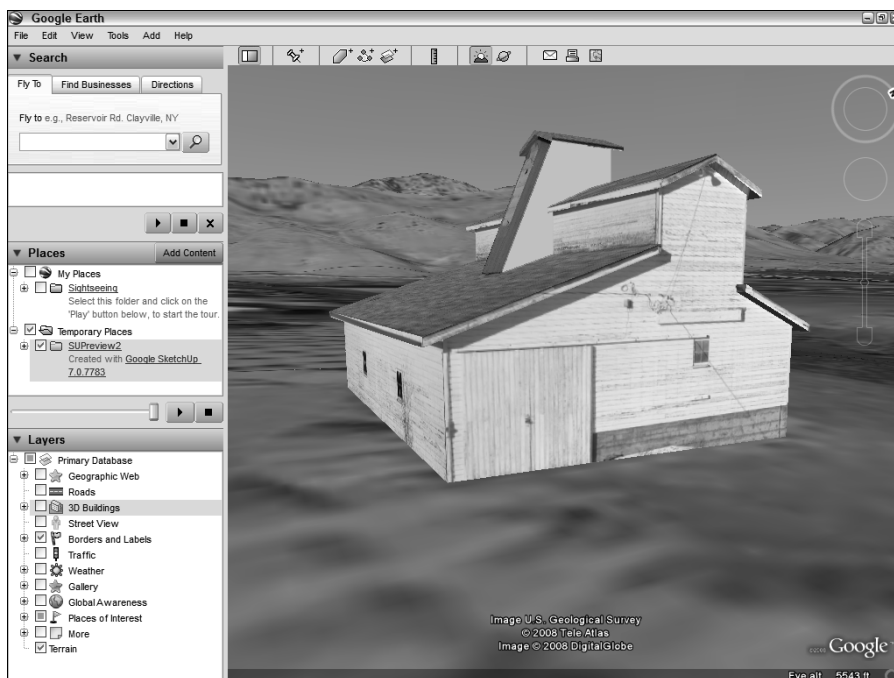 Google Earth
File Edit View Tools Add Help
Search
Fly To Find Businesses Directions
Fly to e.g., Reservoir Rd. Clayville, NY
Places Add Content
My Places
Sightseeing
Select this folder and click on the
'Play' button below, to start the tour.
Temporary Places
SUPreview2
Created with Google SketchUp
7.0.7783
Layers
Primary Database
Geographic Web
Roads
3D Buildings
Street View
Borders and Labels
Traffic
Weather
Gallery
Global Awareness
Places of Interest
More
Terrain
Image U.S. Geological Survey
© 2008 Tele Atlas
Image © 2008 DigitalGlobe
Google
Eye alt 5543 ft